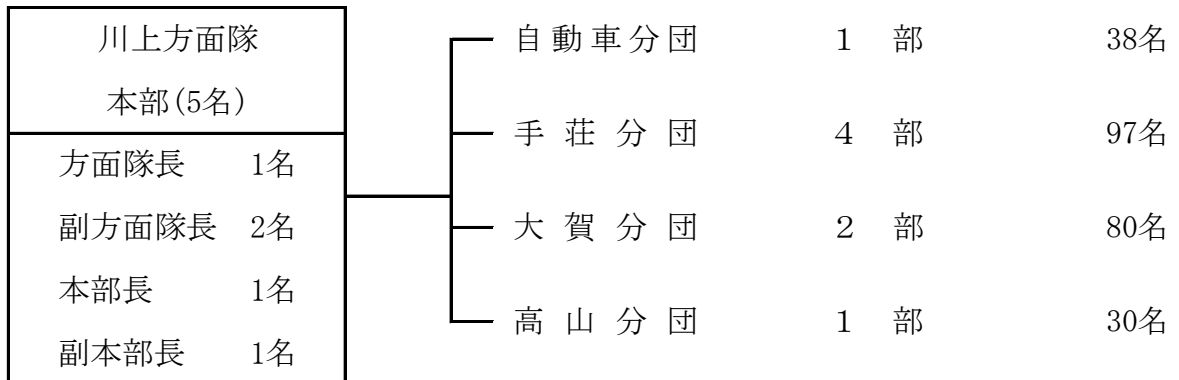 川上方面隊
本部(5名)
方面隊長 1名
副方面隊長 2名
本部長 1名
副本部長 1名
自動車分団 1 部 38名
手荘分団 4 部 97名
大賀分団 2 部 80名
高山分団 1 部 30名